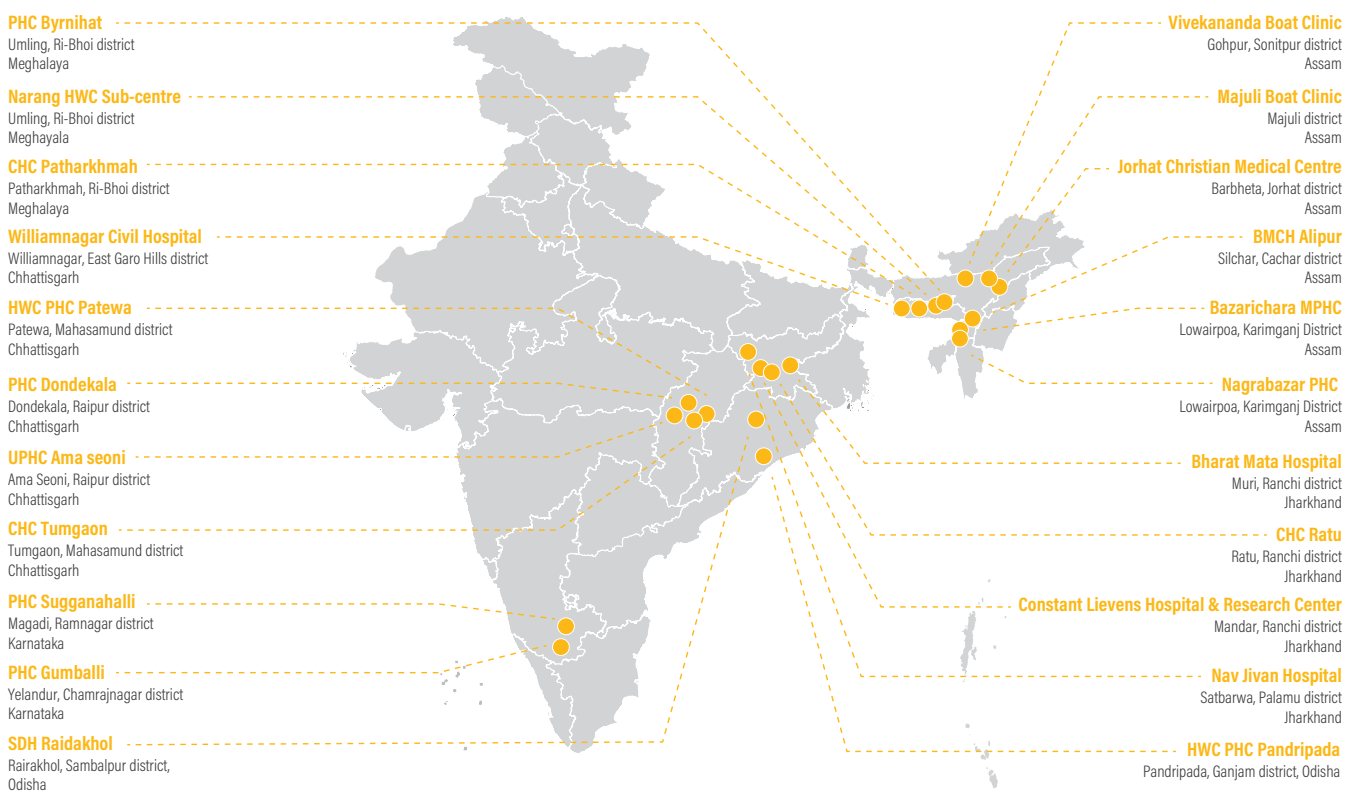 PHC Byrnihat
Umling, Ri-Bhoi district
Meghalaya
Narang HWC Sub-centre
Umling, Ri-Bhoi district
Meghayala
CHC Patharkhmah
Patharkhmah, Ri-Bhoi district
Meghalaya
Williamnagar Civil Hospital
Williamnagar, East Garo Hills district
Chhattisgarh
HWC PHC Patewa
Patewa, Mahasamund district
Chhattisgarh
PHC Dondekala
Dondekala, Raipur district
Chhattisgarh
UPHC Ama seoni
Ama Seoni, Raipur district
Chhattisgarh
CHC Tumgaon
Tumgaon, Mahasamund district
Chhattisgarh
PHC Sugganahalli
Magadi, Ramnagar district
Karnataka
PHC Gumballi
Yelandur, Chamrajnagar district
Karnataka
SDH Raidakhol
Rairakhol, Sambalpur district,
Odisha
Vivekananda Boat Clinic
Gohpur, Sonitpur district
Assam
Majuli Boat Clinic
Majuli district
Assam
Jorhat Christian Medical Centre
Barbheta, Jorhat district
Assam
BMCH Alipur
Silchar, Cachar district
Assam
Bazarichara MPHC
Lowairpoa, Karimganj District
Assam
Nagrabazar PHC
Lowairpoa, Karimganj District
Assam
Bharat Mata Hospital
Muri, Ranchi district
Jharkhand
CHC Ratu
Ratu, Ranchi district
Jharkhand
Constant Lievens Hospital & Research Center
Mandar, Ranchi district
Jharkhand
Nav Jivan Hospital
Satbarwa, Palamu district
Jharkhand
HWC PHC Pandripada
Pandripada, Ganjam district, Odisha